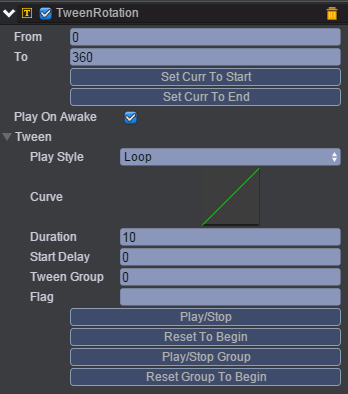 T TweenRotation
From 0
To 360
Set Curr To Start
Set Curr To End
Play On Awake
Tween
Play Style Loop
Curve
Duration 10
Start Delay 0
Tween Group 0
Flag
Play/Stop
Reset To Begin
Play/Stop Group
Reset Group To Begin